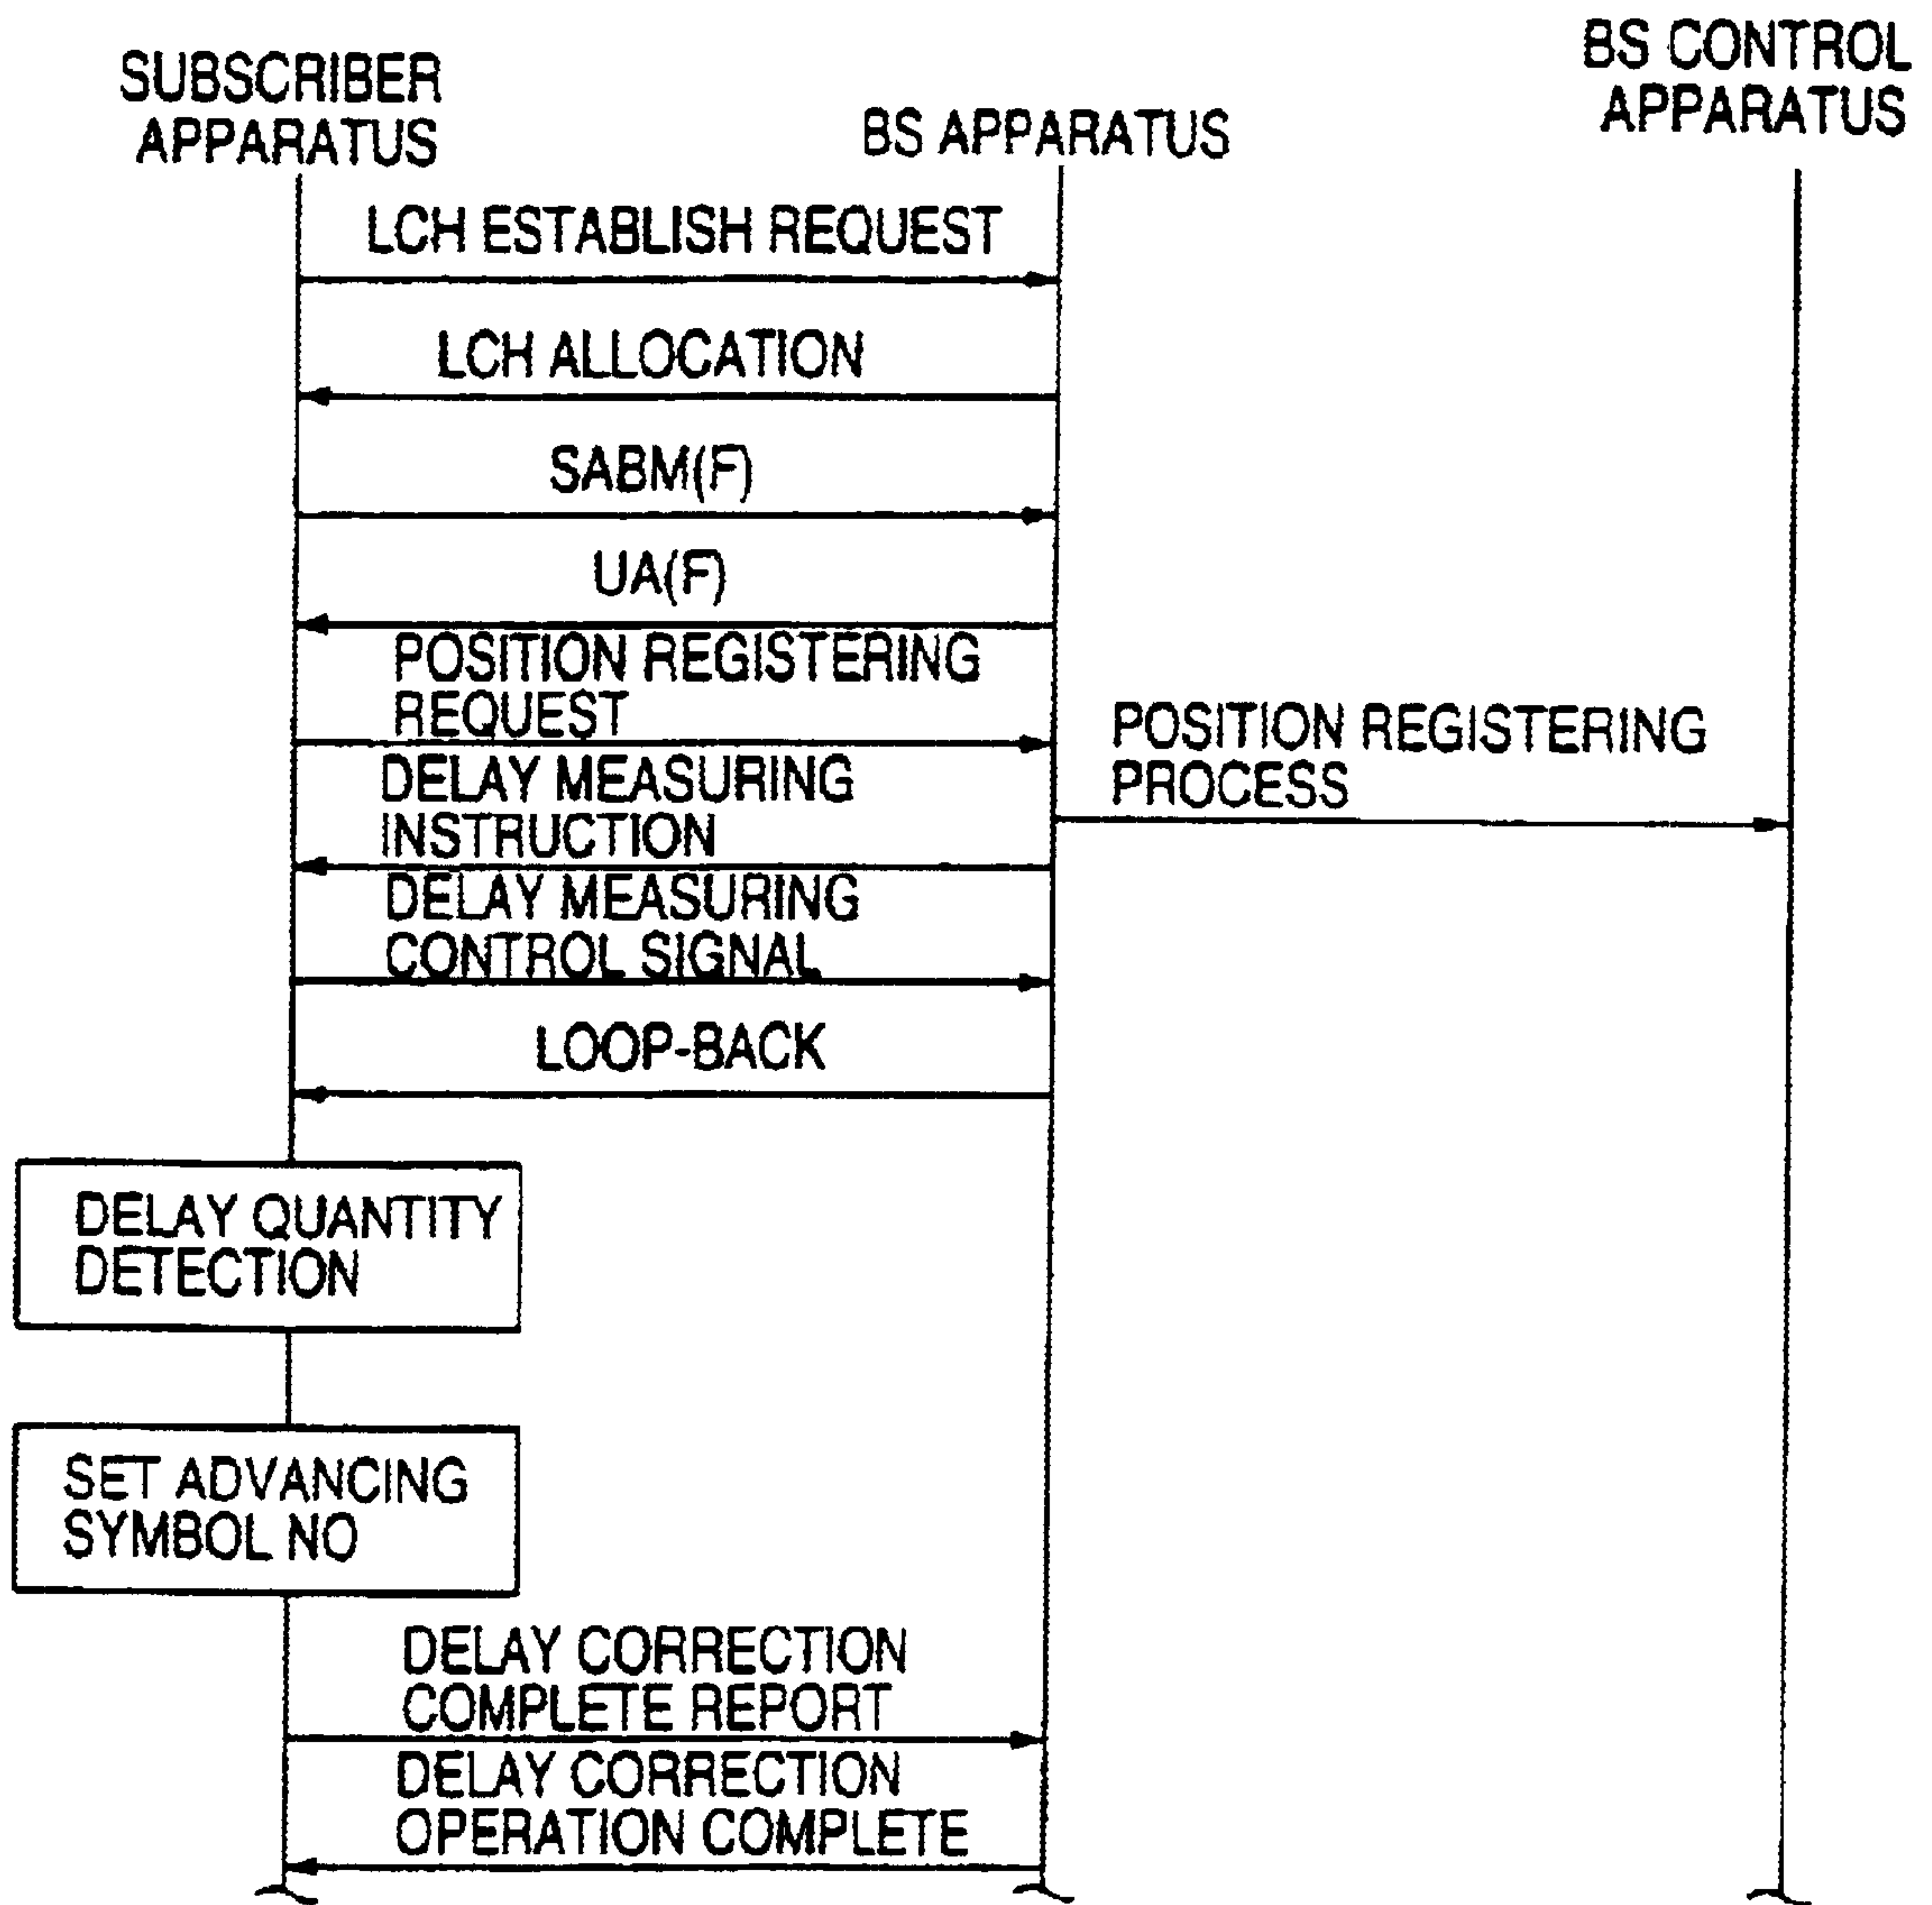 SUBSCRIBER
APPARATUS
BS APPARATUS
BS CONTROL
APPARATUS
LCH ESTABLISH REQUEST
LCH ALLOCATION
SABM(F)
UA(F)
POSITION REGISTERING
REQUEST
POSITION REGISTERING
PROCESS
DELAY MEASURING
INSTRUCTION
DELAY MEASURING
CONTROL SIGNAL
LOOP-BACK
DELAY QUANTITY
DETECTION
SET ADVANCING
SYMBOL NO
DELAY CORRECTION
COMPLETE REPORT
DELAY CORRECTION
OPERATION COMPLETE